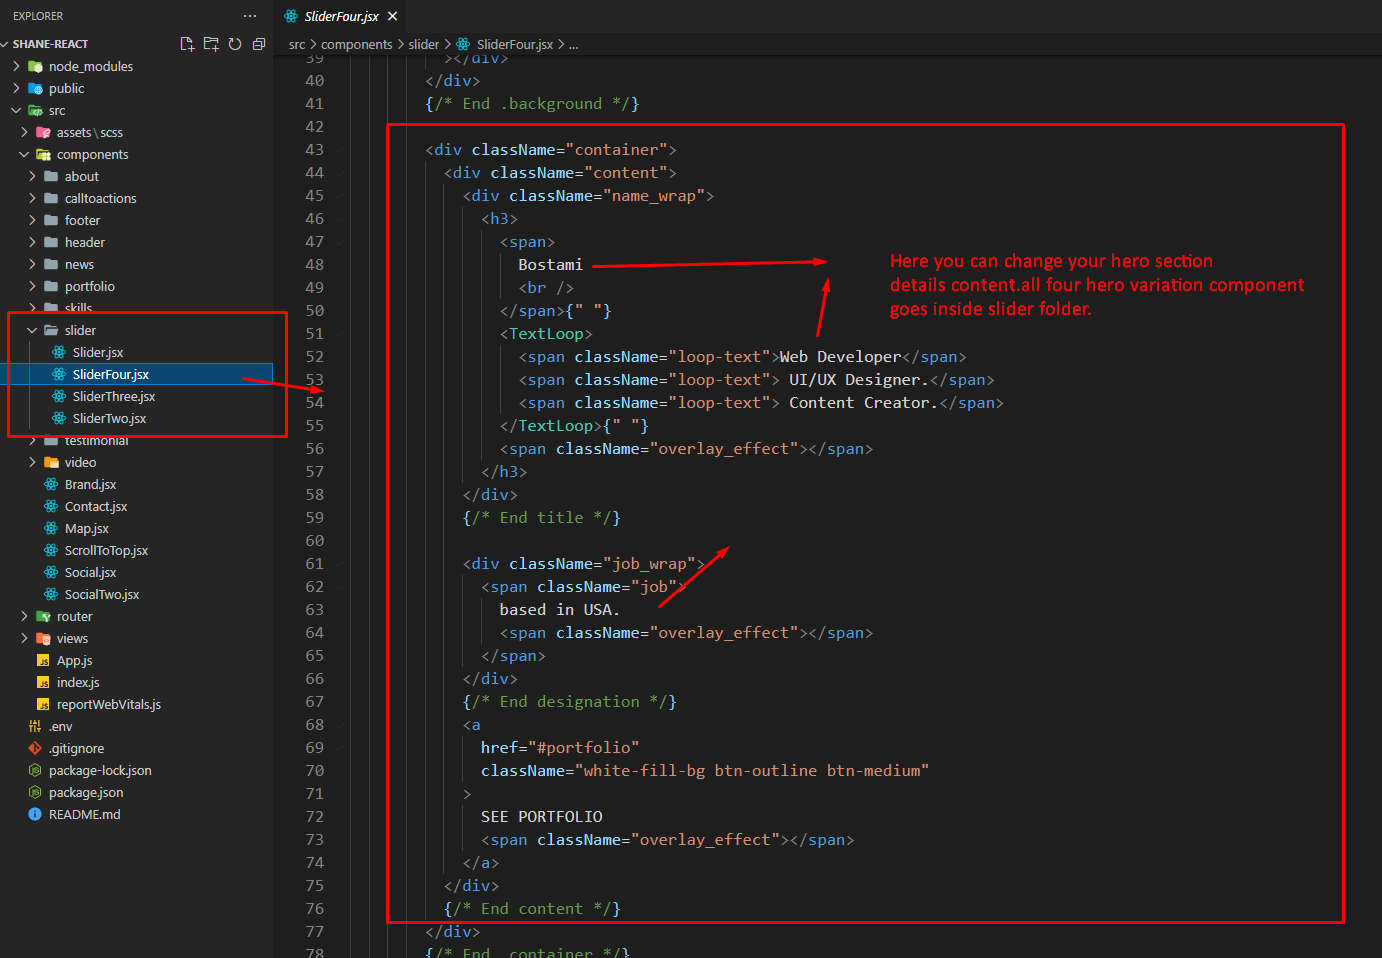 EXPLORER
SHANE-REACT
node_modules
public
src
assets\scss
components
about
calltoactions
footer
header
news
portfolio
skills
slider
Slider.jsx
SliderFour.jsx
SliderThree.jsx
SliderTwo.jsx
testimonial
video
Brand.jsx
Contact.jsx
Map.jsx
ScrollToTop.jsx
Social.jsx
SocialTwo.jsx
router
views
App.js
index.js
reportWebVitals.js
.env
.gitignore
package-lock.json
package.json
README.md
SliderFour.jsx
src > components > slider > SliderFour.jsx > ...
39 ></div>
40 </div>
41 {/* End .background */}
42
43 <div className="container">
44 <div className="content">
45 <div className="name_wrap">
46 <h3>
47 <span>
48 Bostami
49 <br />
50 </span>{" "}
51 <TextLoop>
52 <span className="loop-text">Web Developer</span>
53 <span className="loop-text"> UI/UX Designer.</span>
54 <span className="loop-text"> Content Creator.</span>
55 </TextLoop>{" "}
56 <span className="overlay_effect"></span>
57 </h3>
58 </div>
59 {/* End title */}
60
61 <div className="job_wrap">
62 <span className="job">
63 based in USA.
64 <span className="overlay_effect"></span>
65 </span>
66 </div>
67 {/* End designation */}
68 <a
69 href="#portfolio"
70 className="white-fill-bg btn-outline btn-medium"
71 >
72 SEE PORTFOLIO
73 <span className="overlay_effect"></span>
74 </a>
75 </div>
76 {/* End content */}
77 </div>
78 {/* End .container */}
Here you can change your hero section
details content.all four hero variation component
goes inside slider folder.